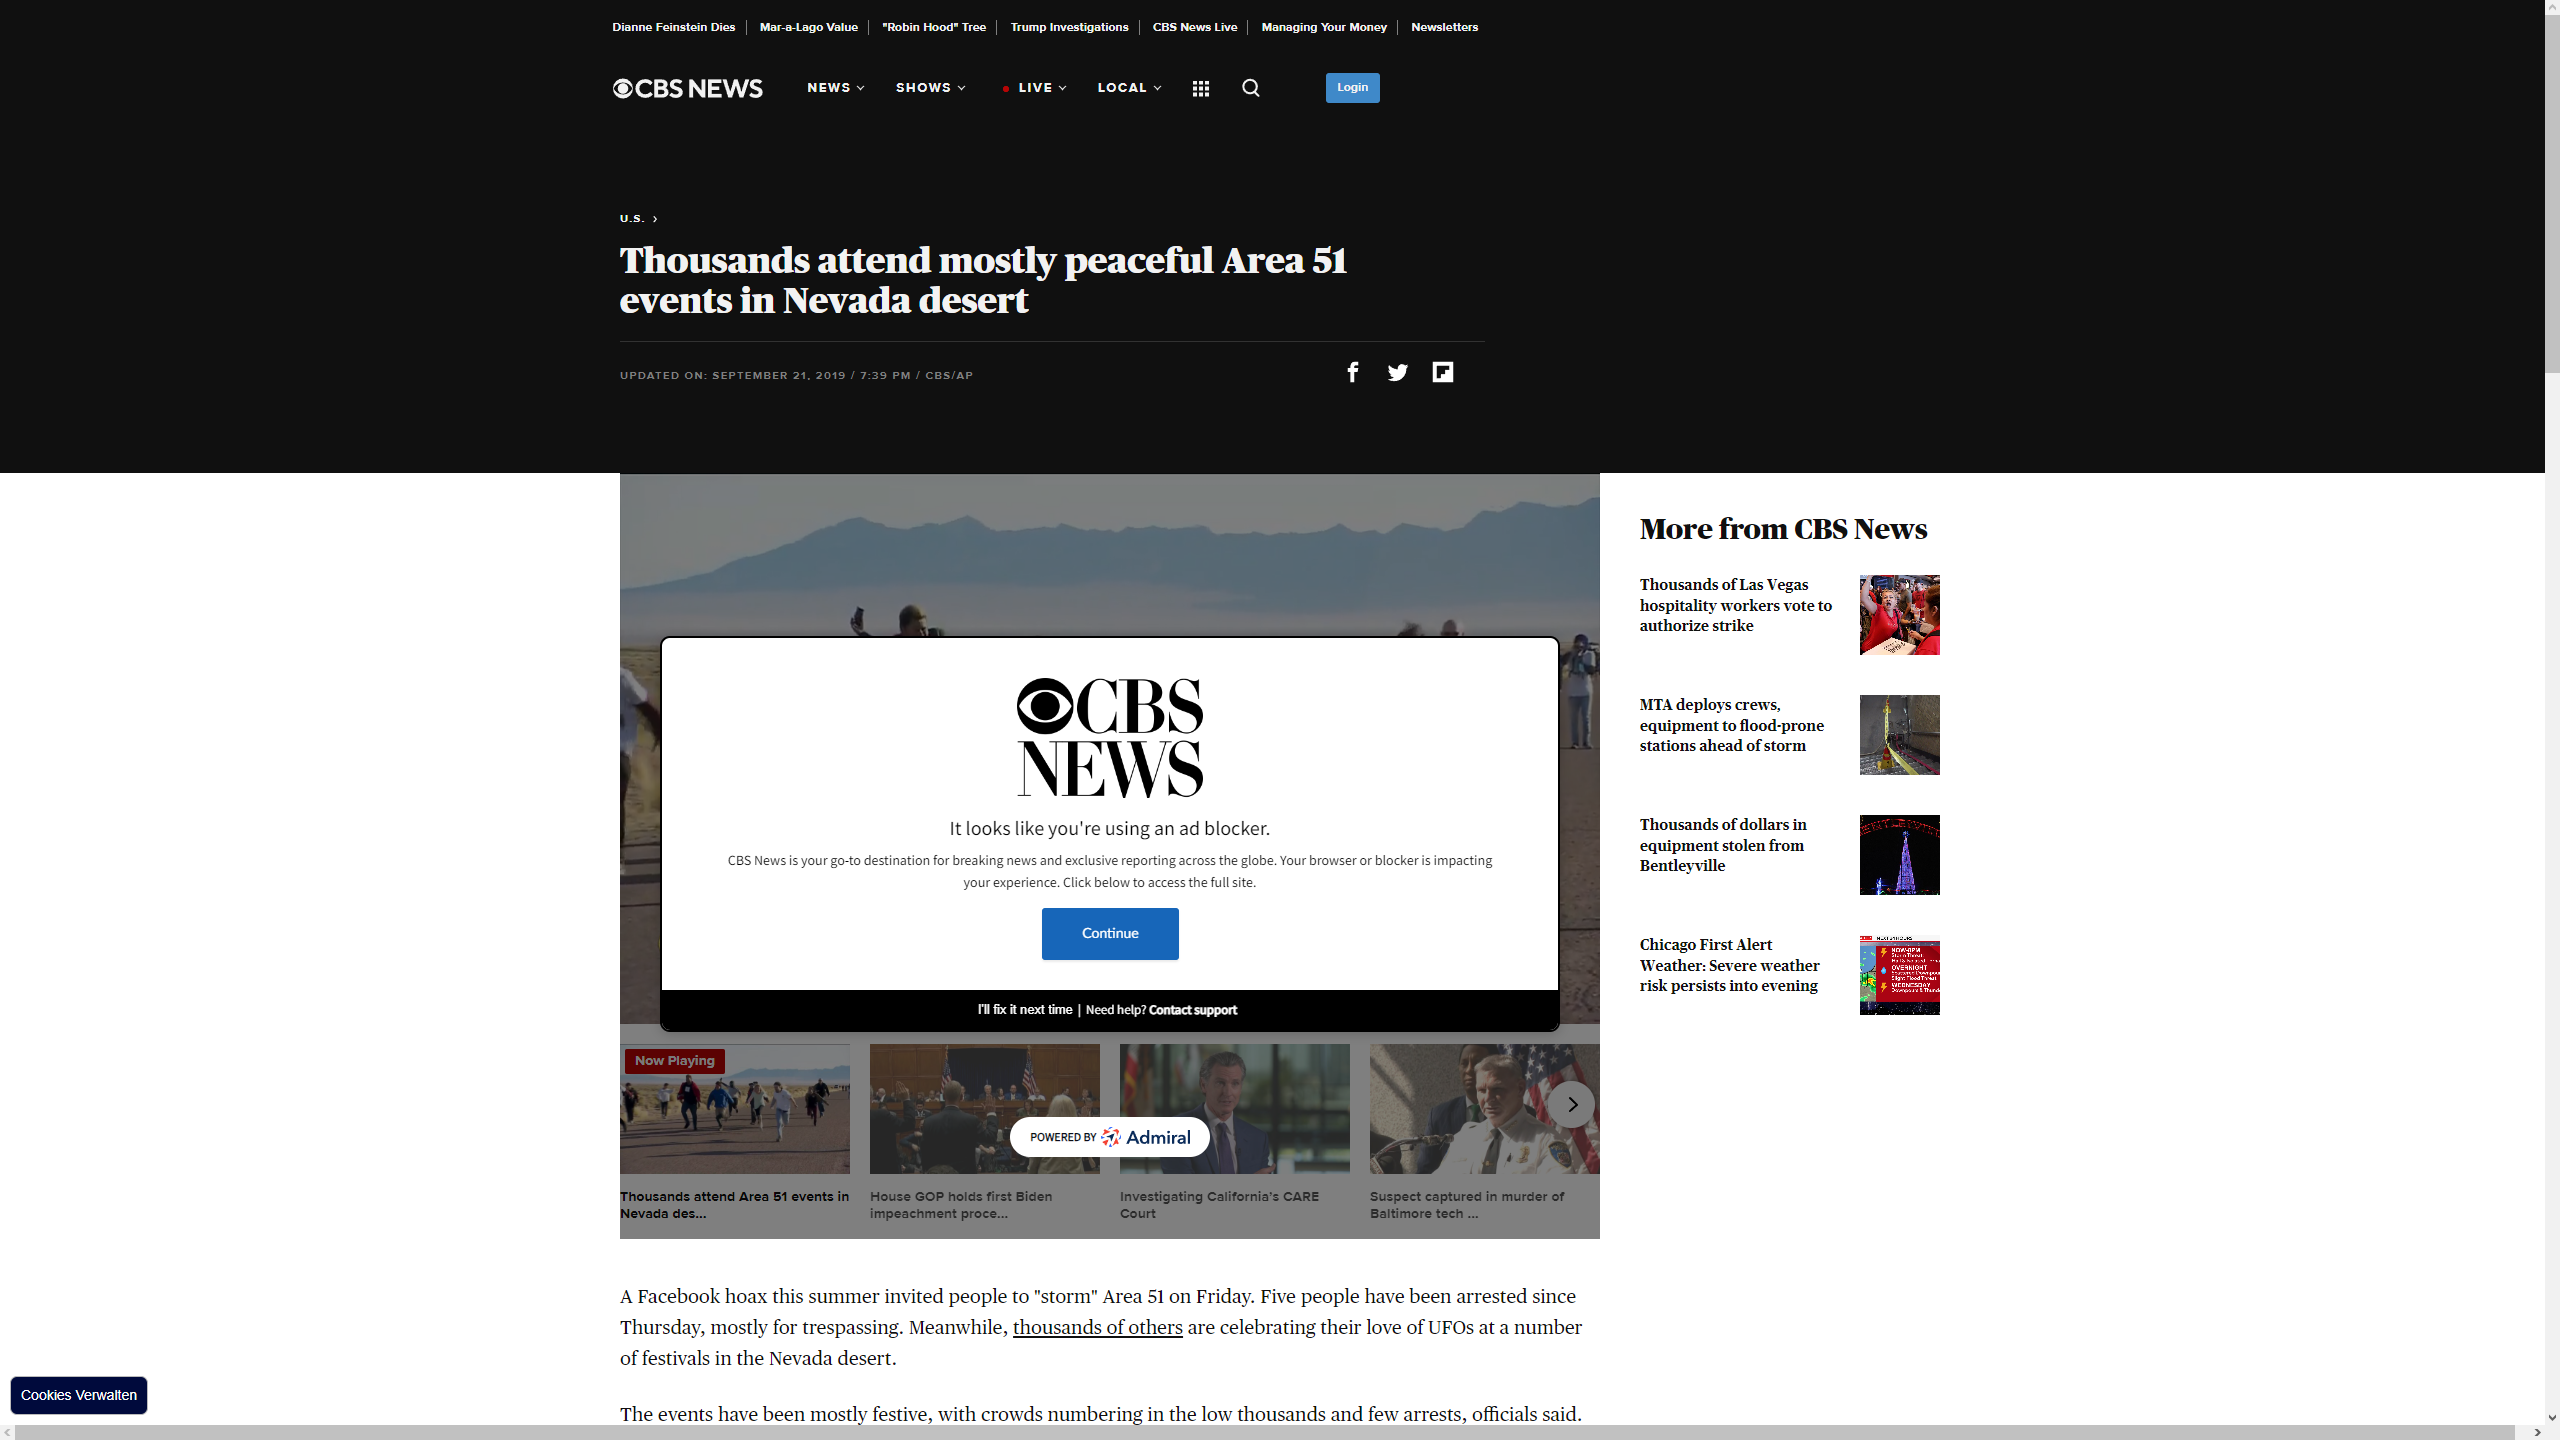 Dianne Feinstein Dies
Mar-a-Lago Value
"Robin Hood" Tree
Trump Investigations
CBS News Live
Managing Your Money
Newsletters
CBS NEWS
NEWS
SHOWS
LIVE
LOCAL
Login
U.S.
Thousands attend mostly peaceful Area 51
events in Nevada desert
UPDATED ON: SEPTEMBER 21, 2019 / 7:39 PM / CBS/AP
CBS
NEWS
It looks like you're using an ad blocker.
CBS News is your go-to destination for breaking news and exclusive reporting across the globe. Your browser or blocker is impacting
your experience. Click below to access the full site.
Continue
I'll fix it next time | Need help? Contact support
Now Playing
POWERED BY Admiral
Thousands attend Area 51 events in
Nevada des...
House GOP holds first Biden
impeachment proce...
Investigating California's CARE
Court
Suspect captured in murder of
Baltimore tech ...
More from CBS News
Thousands of Las Vegas
hospitality workers vote to
authorize strike
MTA deploys crews,
equipment to flood-prone
stations ahead of storm
Thousands of dollars in
equipment stolen from
Bentleyville
Chicago First Alert
Weather: Severe weather
risk persists into evening
NOW-8PM
OVERNIGHT
WEDNESDAY
A Facebook hoax this summer invited people to "storm" Area 51 on Friday. Five people have been arrested since
Thursday, mostly for trespassing. Meanwhile, thousands of others are celebrating their love of UFOs at a number
of festivals in the Nevada desert.
The events have been mostly festive, with crowds numbering in the low thousands and few arrests, officials said.
Cookies Verwalten